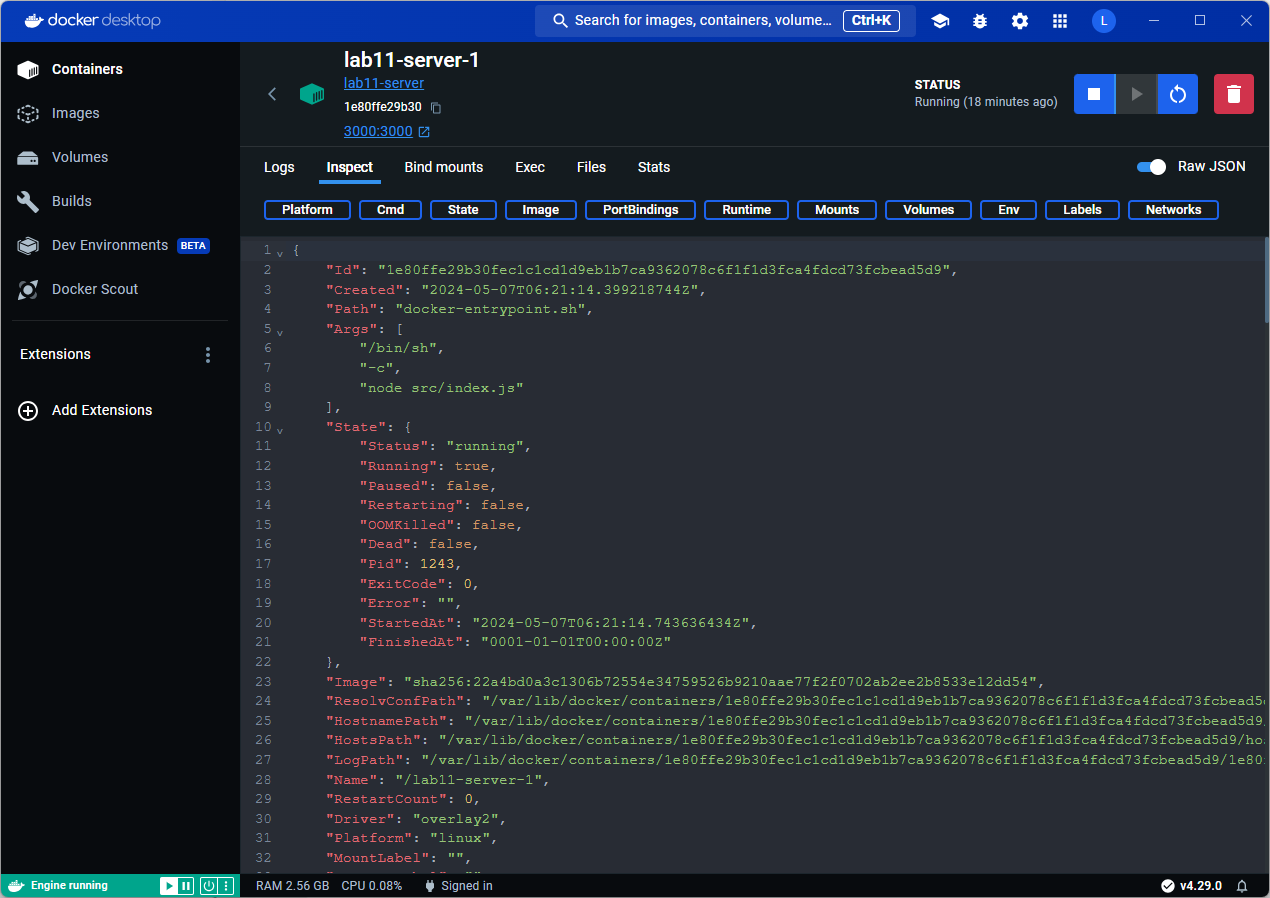 docker desktop
Search for images, containers, volume... Ctrl+K
L
Containers
Images
Volumes
Builds
Dev Environments BETA
Docker Scout
Extensions
Add Extensions
lab11-server-1
lab11-server
1e80ffe29b30
3000:3000
STATUS
Running (18 minutes ago)
Logs Inspect Bind mounts Exec Files Stats Raw JSON
Platform Cmd State Image PortBindings Runtime Mounts Volumes Env Labels Networks
1 {
2 "Id": "1e80ffe29b30fec1c1cd1d9eb1b7ca9362078c6f1f1d3fca4fdcd73fcbead5d9",
3 "Created": "2024-05-07T06:21:14.399218744Z",
4 "Path": "docker-entrypoint.sh",
5 "Args": [
6 "/bin/sh",
7 "-c",
8 "node src/index.js"
9 ],
10 "State": {
11 "Status": "running",
12 "Running": true,
13 "Paused": false,
14 "Restarting": false,
15 "OOMKilled": false,
16 "Dead": false,
17 "Pid": 1243,
18 "ExitCode": 0,
19 "Error": "",
20 "StartedAt": "2024-05-07T06:21:14.743636434Z",
21 "FinishedAt": "0001-01-01T00:00:00Z"
22 },
23 "Image": "sha256:22a4bd0a3c1306b72554e34759526b9210aae77f2f0702ab2ee2b8533e12dd54",
24 "ResolvConfPath": "/var/lib/docker/containers/1e80ffe29b30fec1c1cd1d9eb1b7ca9362078c6f1f1d3fca4fdcd73fcbead5d
25 "HostnamePath": "/var/lib/docker/containers/1e80ffe29b30fec1c1cd1d9eb1b7ca9362078c6f1f1d3fca4fdcd73fcbead5d9
26 "HostsPath": "/var/lib/docker/containers/1e80ffe29b30fec1c1cd1d9eb1b7ca9362078c6f1f1d3fca4fdcd73fcbead5d9/ho
27 "LogPath": "/var/lib/docker/containers/1e80ffe29b30fec1c1cd1d9eb1b7ca9362078c6f1f1d3fca4fdcd73fcbead5d9/1e80
28 "Name": "/lab11-server-1",
29 "RestartCount": 0,
30 "Driver": "overlay2",
31 "Platform": "linux",
32 "MountLabel": "",
Engine running
RAM 2.56 GB CPU 0.08% Signed in
v4.29.0